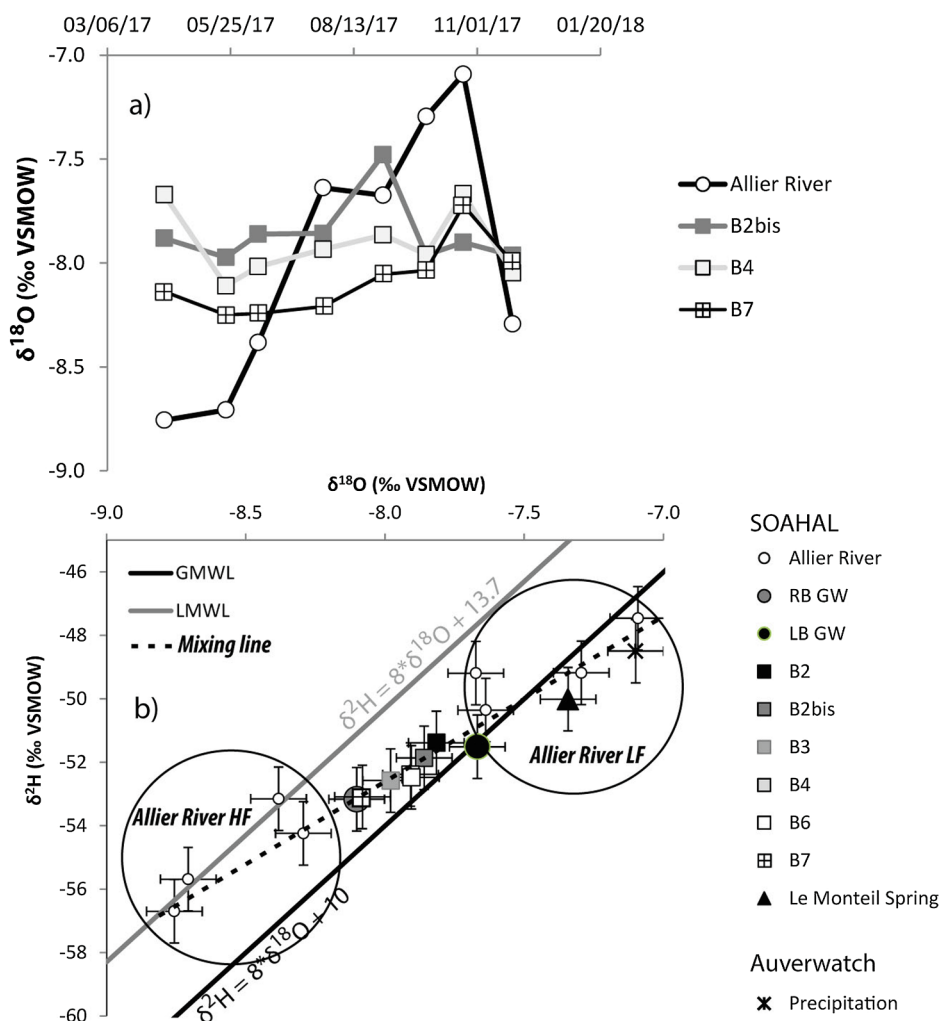 03/06/17 05/25/17 08/13/17 11/01/17 01/20/18
-7.0
a)
-7.5
-8.0
-8.5
-9.0
δ¹⁸O (‰ VSMOW)
Allier River
B2bis
B4
B7
δ¹⁸O (‰ VSMOW)
-9.0 -8.5 -8.0 -7.5 -7.0
-46
-48
-50
-52
-54
-56
-58
-60
δ²H (‰ VSMOW)
GMWL
LMWL
Mixing line
b)
δ²H = 8*δ¹⁸O + 13.7
Allier River LF
Allier River HF
δ²H = 8*δ¹⁸O + 10
SOAHAL
Allier River
RB GW
LB GW
B2
B2bis
B3
B4
B6
B7
Le Monteil Spring
Auverwatch
Precipitation